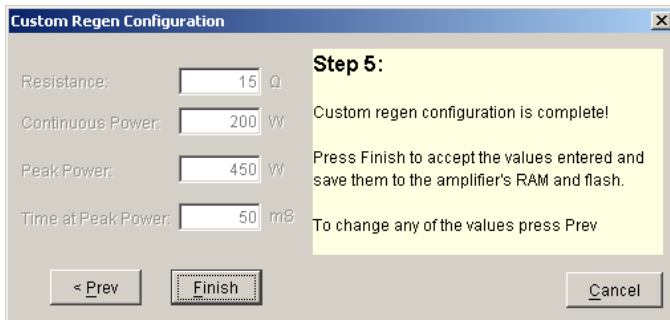 Custom Regen Configuration
Resistance: 15 Ω
Continuous Power: 200 W
Peak Power: 450 W
Time at Peak Power: 50 mS
Step 5:
Custom regen configuration is complete!
Press Finish to accept the values entered and
save them to the amplifier's RAM and flash.
To change any of the values press Prev
< Prev
Finish
Cancel